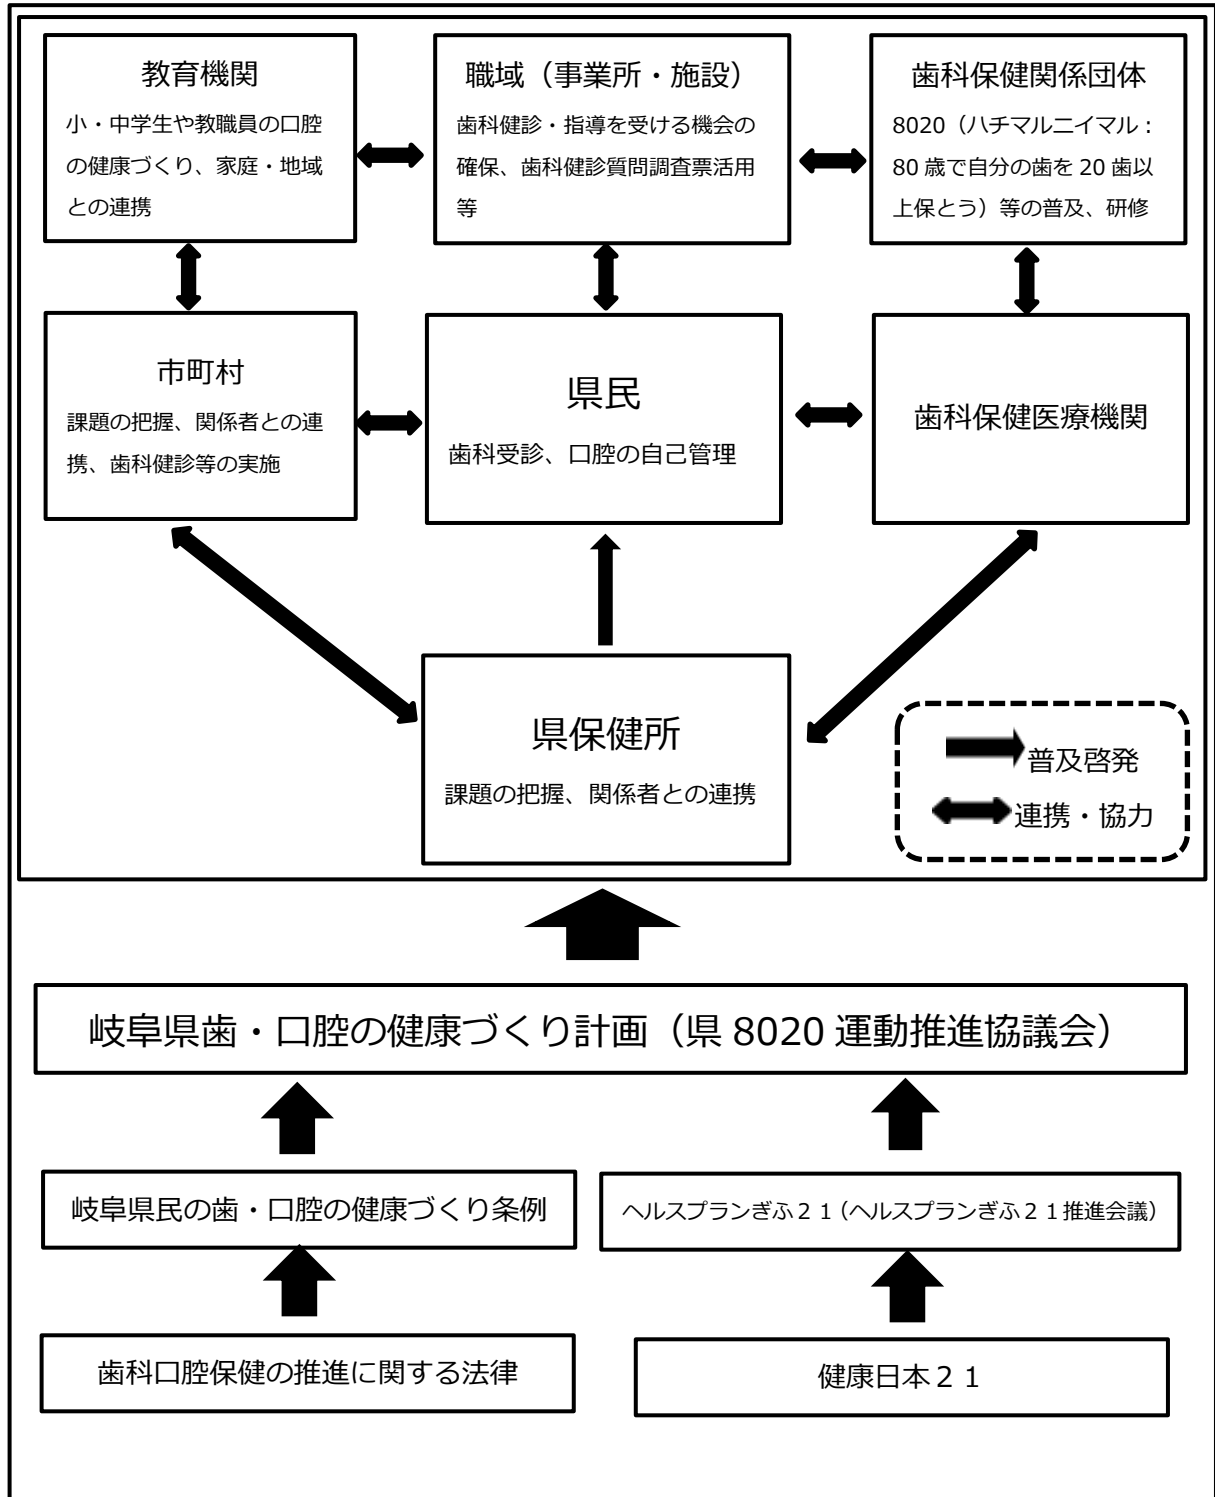 教育機関
小・中学生や教職員の口腔
の健康づくり、家庭・地域
との連携
職域（事業所・施設）
歯科健診・指導を受ける機会の
確保、歯科健診質問調査票活用
等
歯科保健関係団体
8020（ハチマルニイマル：
80 歳で自分の歯を 20 歯以
上保とう）等の普及、研修
市町村
課題の把握、関係者との連
携、歯科健診等の実施
県民
歯科受診、口腔の自己管理
歯科保健医療機関
県保健所
課題の把握、関係者との連携
普及啓発
連携・協力
岐阜県歯・口腔の健康づくり計画（県 8020 運動推進協議会）
岐阜県民の歯・口腔の健康づくり条例
ヘルスプランぎふ２１（ヘルスプランぎふ２１推進会議）
歯科口腔保健の推進に関する法律
健康日本２１